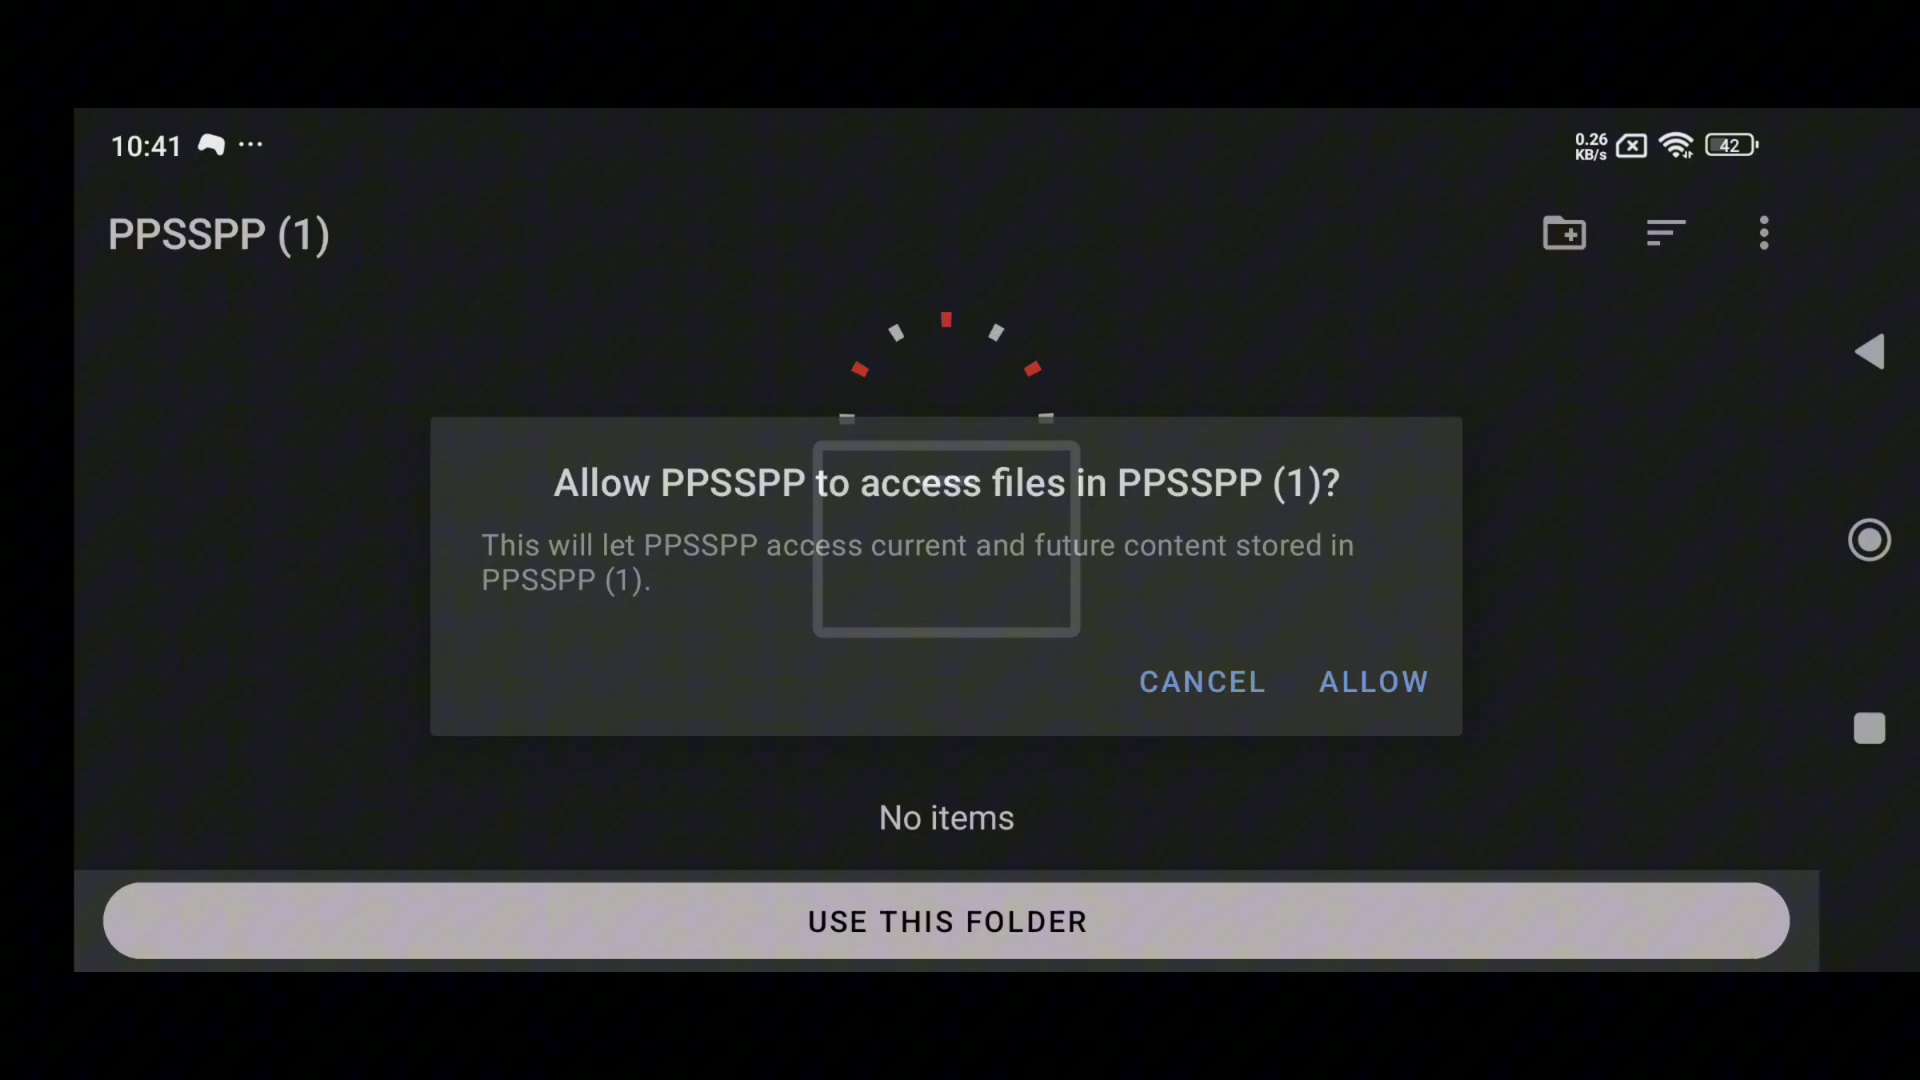 10:41
0.26
KB/s
42
PPSSPP (1)
Allow PPSSPP to access files in PPSSPP (1)?
This will let PPSSPP access current and future content stored in
PPSSPP (1).
CANCEL
ALLOW
No items
USE THIS FOLDER